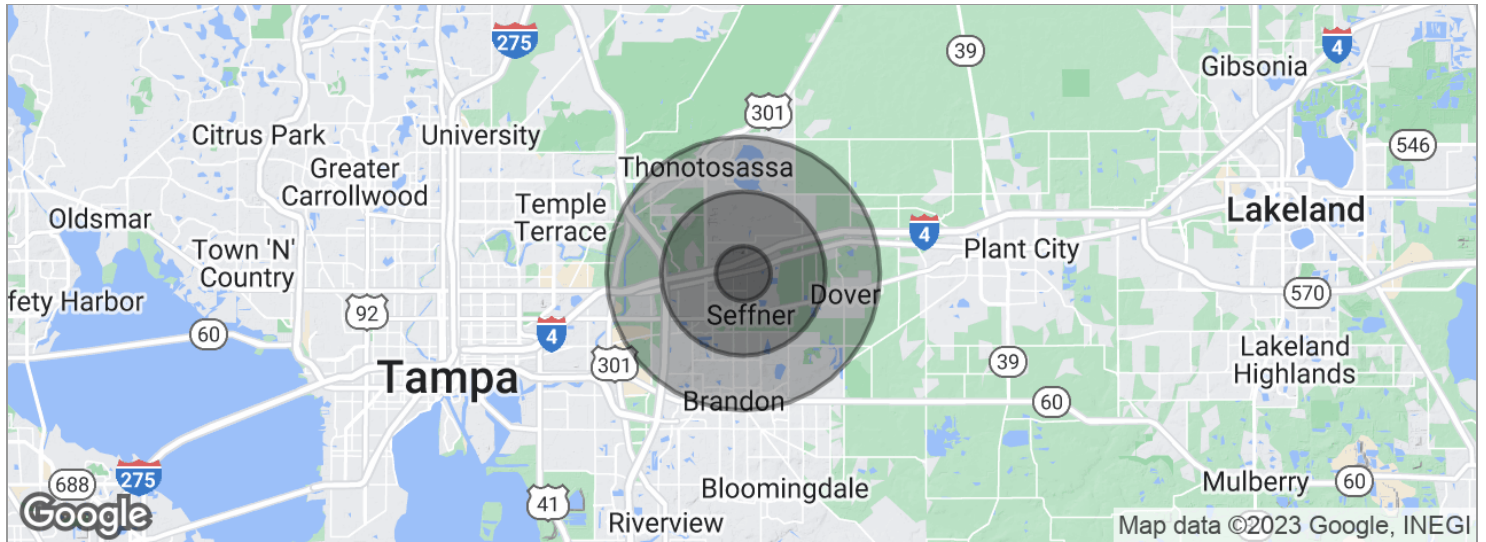 275
39
4
Gibsonia
301
Citrus Park
University
546
Greater
Carrollwood
Thonotosassa
Temple
Terrace
Oldsmar
Lakeland
Town 'N'
Country
4
Plant City
fety Harbor
92
Dover
570
Seffner
60
4
301
39
Lakeland
Highlands
Tampa
Brandon
60
275
688
41
Bloomingdale
Mulberry
60
Google
Riverview
Map data ©2023 Google, INEGI